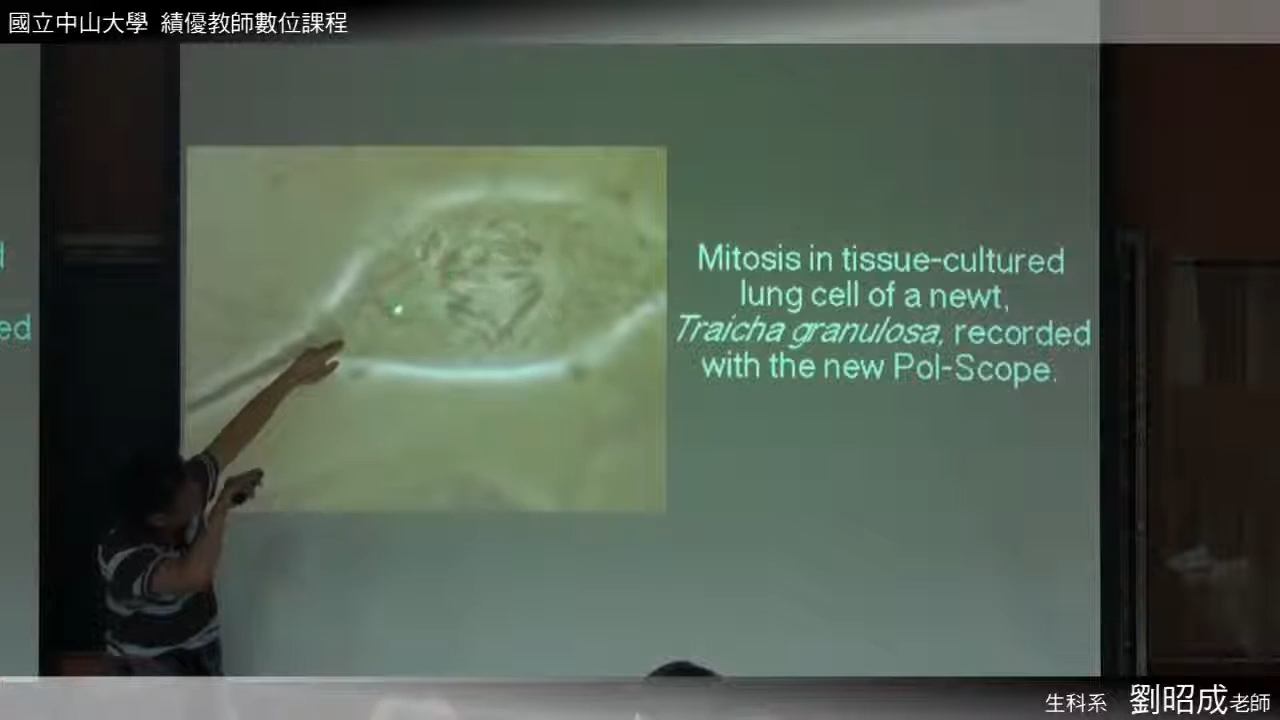 國立中山大學 績優教師數位課程
d
ed
Mitosis in tissue-cultured
lung cell of a newt,
Traicha granulosa, recorded
with the new Pol-Scope.
生科系 劉昭成老師